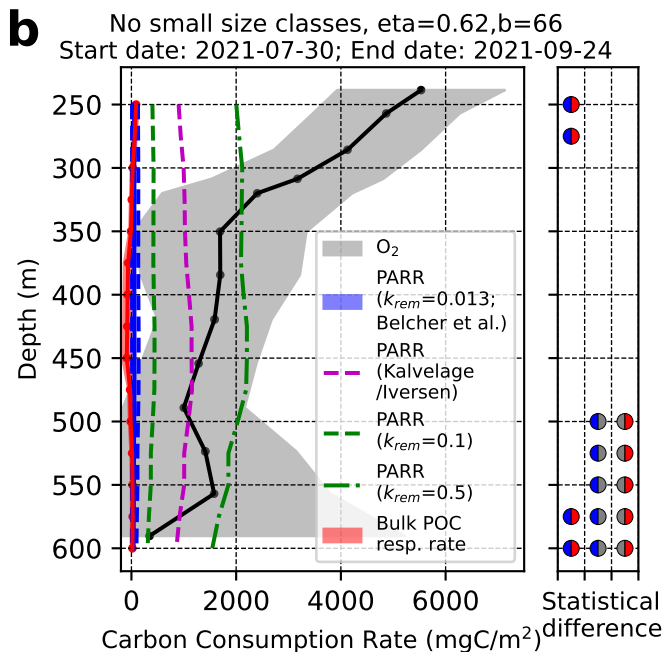 b
No small size classes, eta=0.62,b=66
Start date: 2021-07-30; End date: 2021-09-24
250
300
350
400
450
500
550
600
Depth (m)
O₂
PARR
(kᵣₑₘ=0.013;
Belcher et al.)
PARR
(Kalvelage
/Iversen)
PARR
(kᵣₑₘ=0.1)
PARR
(kᵣₑₘ=0.5)
Bulk POC
resp. rate
0 2000 4000 6000
Carbon Consumption Rate (mgC/m²)
Statistical
difference